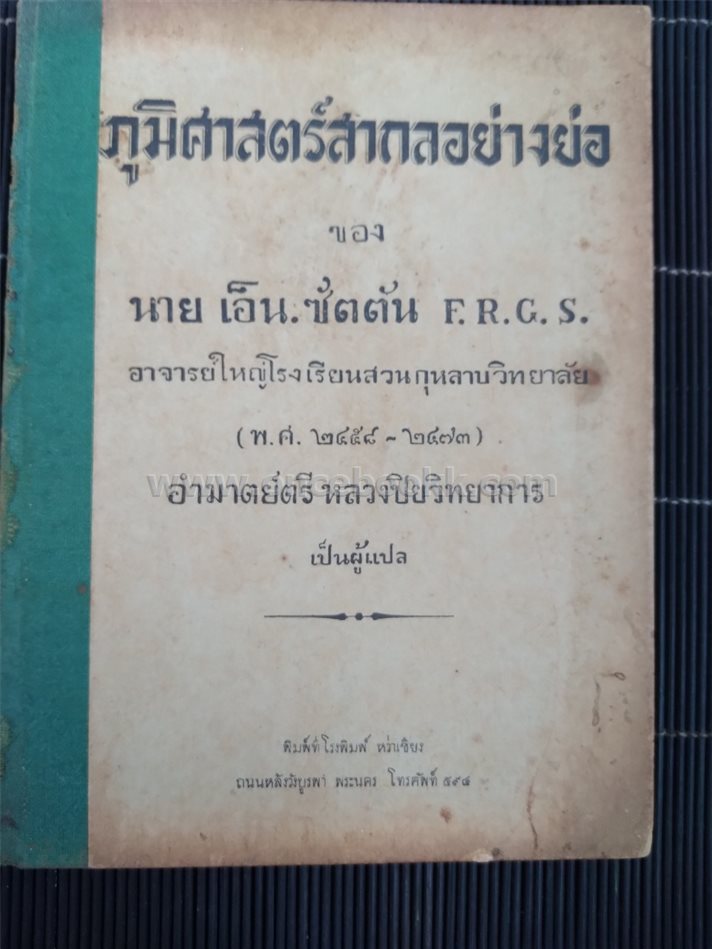 ภูมิศาสตร์สากลอย่างย่อ
ของ
นาย เอ็น. ซัตตัน F. R. G. S.
อาจารย์ใหญ่โรงเรียนสวนกุหลาบวิทยาลัย
(พ.ศ. ๒๔๕๘ ~ ๒๔๗๓)
อำมาตย์ตรี หลวงปิยวิทยาการ
เป็นผู้แปล
พิมพ์ที่โรงพิมพ์ หว่าเซียง
ถนนหลังวังบูรพา พระนคร โทรศัพท์ ๕๙๘